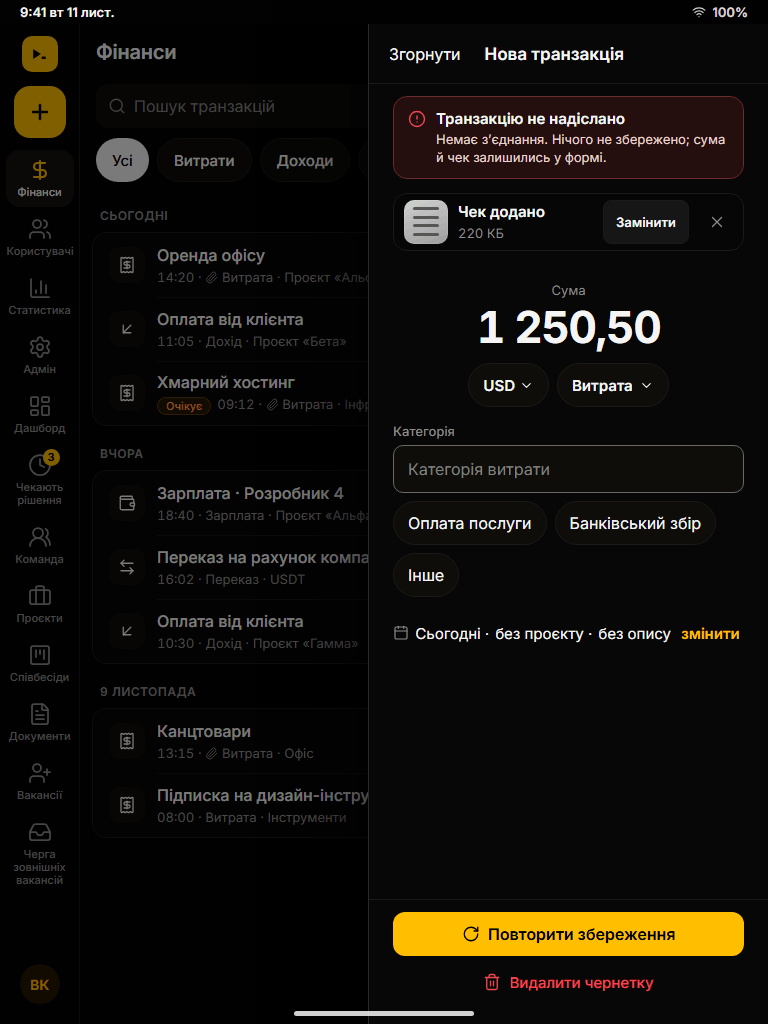 9:41 вт 11 лист.
100%
Фінанси
Користувачі
Статистика
Адмін
Дашборд
3
Чекають
рішення
Команда
Проєкти
Співбесіди
Документи
Вакансії
Черга
зовнішніх
вакансій
ВК
Фінанси
Пошук транзакцій
Усі
Витрати
Доходи
СЬОГОДНІ
Оренда офісу
14:20 · Витрата · Проєкт «Аль
Оплата від клієнта
11:05 · Дохід · Проєкт «Бета»
Хмарний хостинг
Очікує 09:12 · Витрата · Інф
ВЧОРА
Зарплата · Розробник 4
18:40 · Зарплата · Проєкт «Альфа
Переказ на рахунок компа
16:02 · Переказ · USDT
Оплата від клієнта
10:30 · Дохід · Проєкт «Гамма»
9 ЛИСТОПАДА
Канцтовари
13:15 · Витрата · Офіс
Підписка на дизайн-інстру
08:00 · Витрата · Інструменти
Згорнути Нова транзакція
Транзакцію не надіслано
Немає з’єднання. Нічого не збережено; сума
й чек залишились у формі.
Чек додано
220 КБ
Замінити
Сума
1 250,50
USD
Витрата
Категорія
Категорія витрати
Оплата послуги
Банківський збір
Інше
Сьогодні · без проєкту · без опису змінити
Повторити збереження
Видалити чернетку